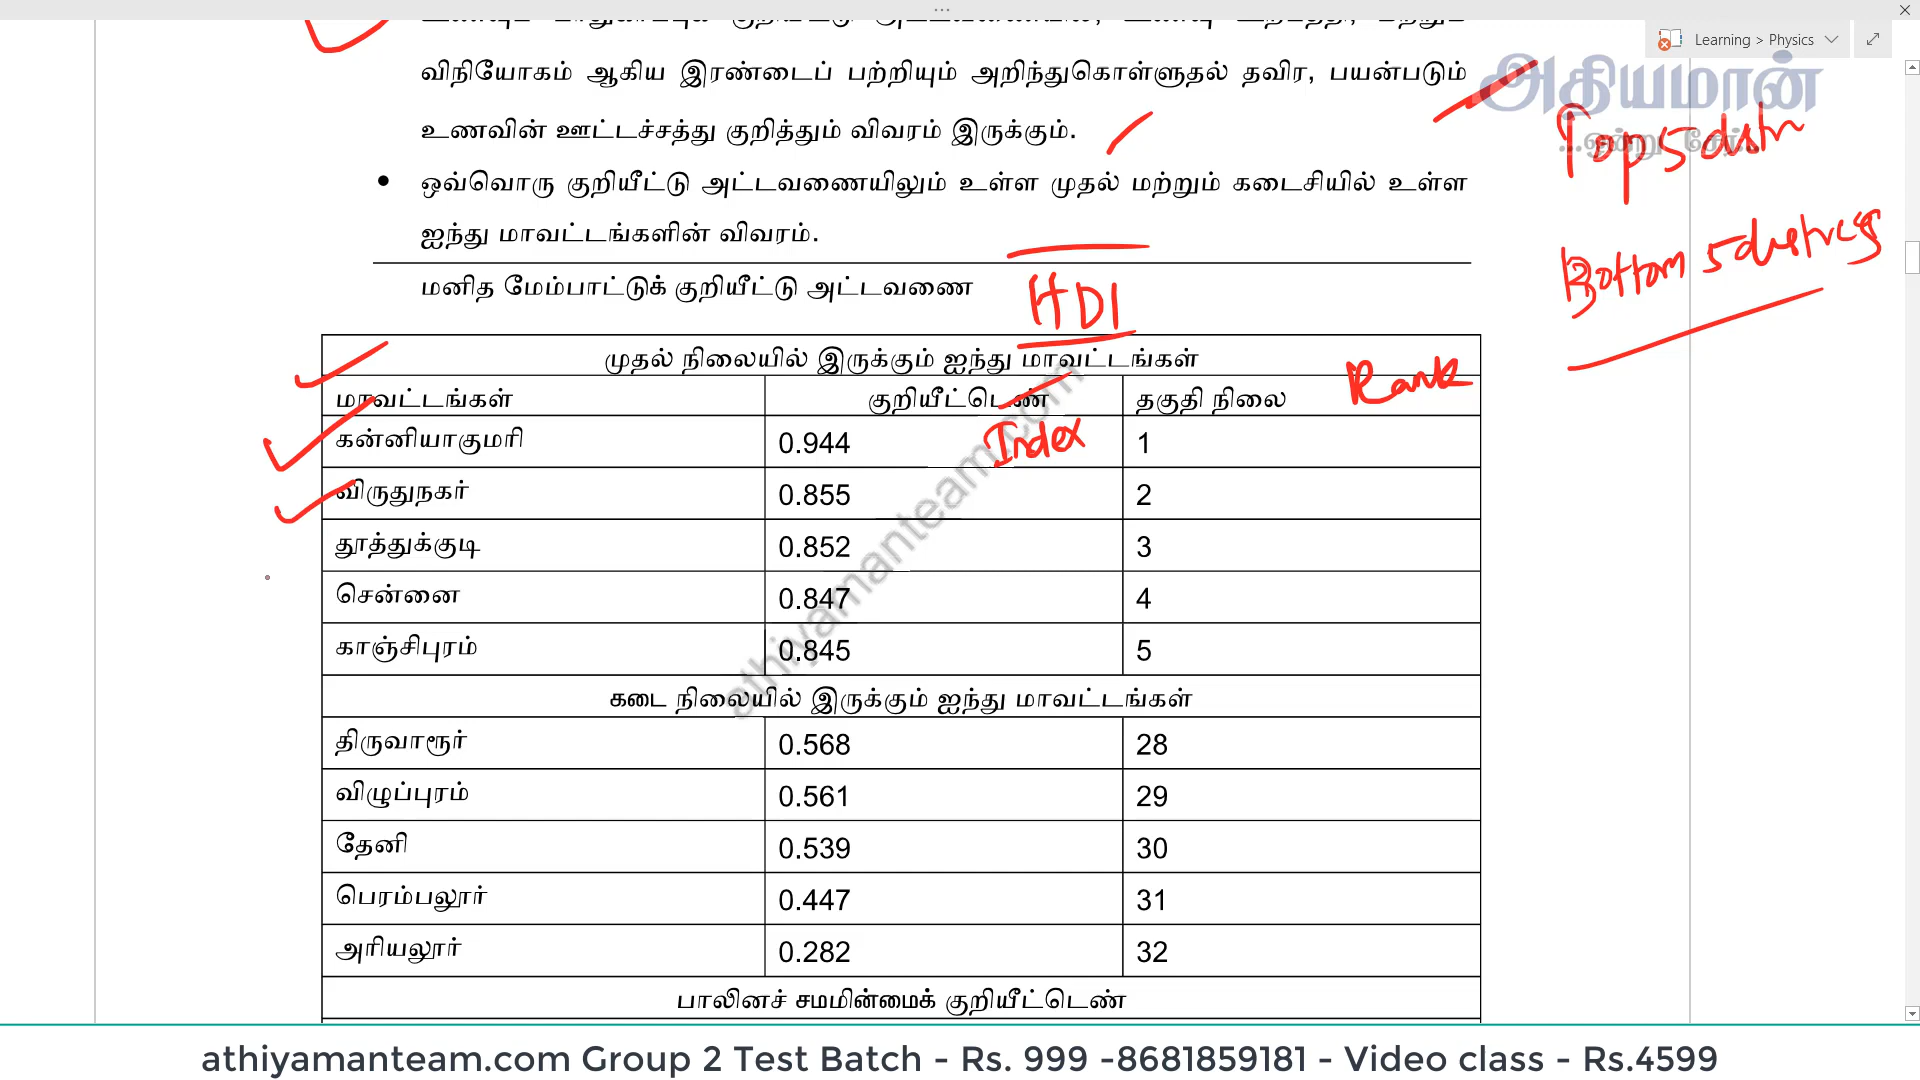 Learning > Physics
அதியமான்
...ஒன்று சேர்...
விநியோகம் ஆகிய இரண்டைப் பற்றியும் அறிந்துகொள்ளுதல் தவிர, பயன்படும்
உணவின் ஊட்டச்சத்து குறித்தும் விவரம் இருக்கும்.
• ஒவ்வொரு குறியீட்டு அட்டவணையிலும் உள்ள முதல் மற்றும் கடைசியில் உள்ள
ஐந்து மாவட்டங்களின் விவரம்.
Top 5 distr
Bottom 5 districts
மனித மேம்பாட்டுக் குறியீட்டு அட்டவணை HDI
முதல் நிலையில் இருக்கும் ஐந்து மாவட்டங்கள்
மாவட்டங்கள் குறியீட்டெண் தகுதி நிலை Rank
கன்னியாகுமரி 0.944 Index 1
விருதுநகர் 0.855 2
தூத்துக்குடி 0.852 3
சென்னை 0.847 4
காஞ்சிபுரம் 0.845 5
கடை நிலையில் இருக்கும் ஐந்து மாவட்டங்கள்
திருவாரூர் 0.568 28
விழுப்புரம் 0.561 29
தேனி 0.539 30
பெரம்பலூர் 0.447 31
அரியலூர் 0.282 32
பாலினச் சமமின்மைக் குறியீட்டெண்
athiyamanteam.com
athiyamanteam.com Group 2 Test Batch - Rs. 999 -8681859181 - Video class - Rs.4599